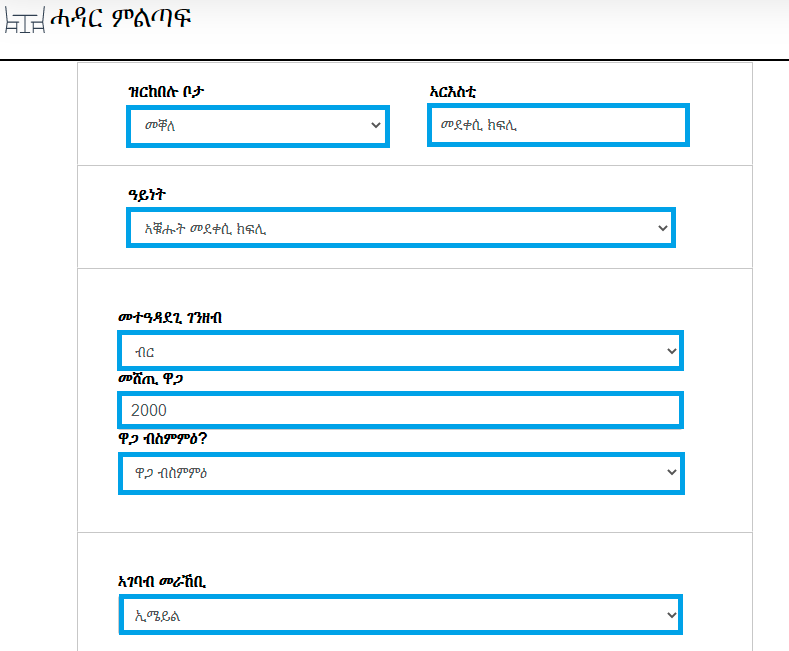 ሓዳር ምልጣፍ
ዝርከበሉ ቦታ
ኣርእስቲ
መቐለ
መደቀሲ ክፍሊ
ዓይነት
ኣቑሑት መደቀሲ ክፍሊ
መተዓዳደጊ ገንዘብ
ብር
መሸጢ ዋጋ
2000
ዋጋ ብስምምዕ?
ዋጋ ብስምምዕ
ኣገባብ መራኸቢ
ኢሜይል